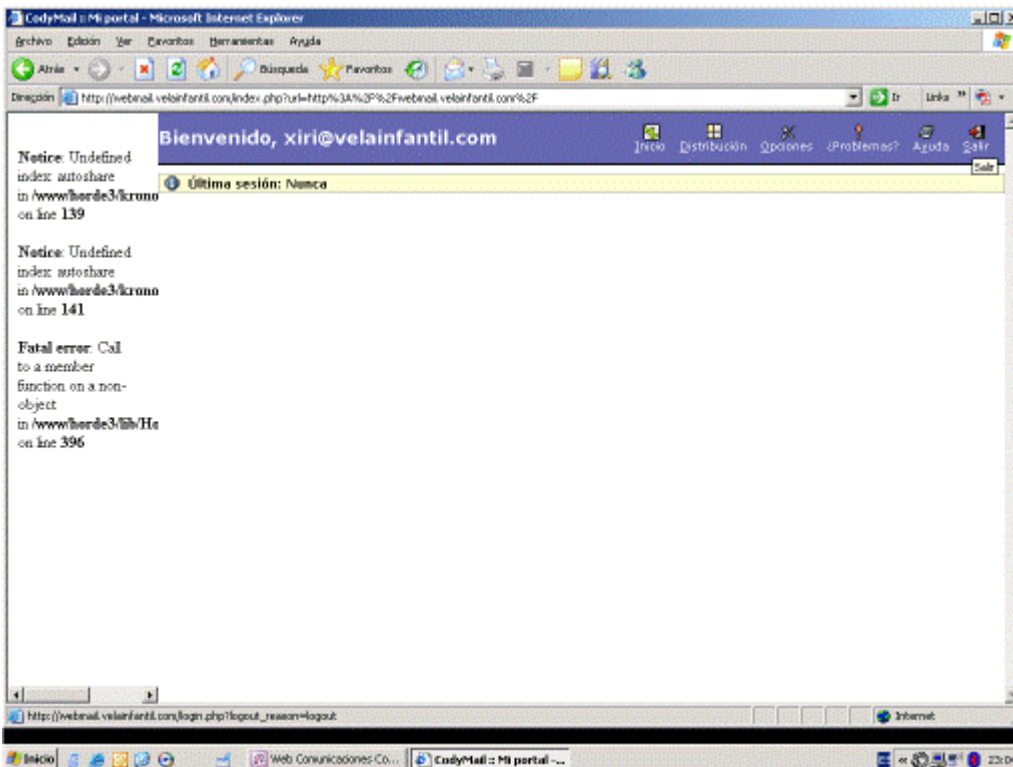 CodyMail :: Mi portal - Microsoft Internet Explorer
Archivo Edición Ver Favoritos Herramientas Ayuda
Atrás Búsqueda Favoritos
Dirección http://webmail.velainfantil.com/index.php?url=http%3A%2F%2Fwebmail.velainfantil.com%2F Ir Links »
Bienvenido, xiri@velainfantil.com
Inicio Distribución Opciones ¿Problemas? Ayuda Salir
Salir
Última sesión: Nunca
Notice: Undefined
index: autoshare
in /www/horde3/krono
on line 139
Notice: Undefined
index: autoshare
in /www/horde3/krono
on line 141
Fatal error: Call
to a member
function on a non-
object
in /www/horde3/lib/Ho
on line 396
http://webmail.velainfantil.com/login.php?logout_reason=logout Internet
Inicio Web Comunicaciones Co... CodyMail :: Mi portal -... «